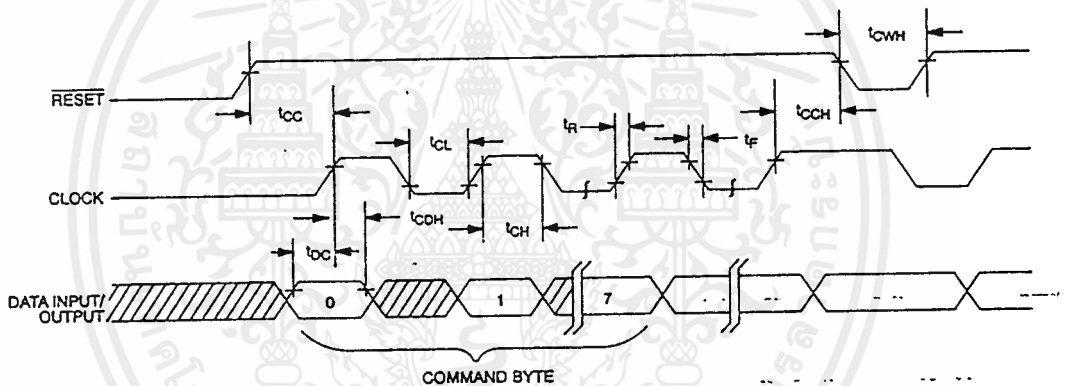 tCWH
RESET
tCC
tCL
tR
tF
tCCH
CLOCK
tCDH
tCH
tDC
DATA INPUT/
OUTPUT
0
1
7
COMMAND BYTE